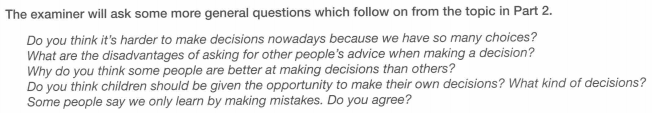 The examiner will ask some more general questions which follow on from the topic in Part 2.
Do you think it's harder to make decisions nowadays because we have so many choices?
What are the disadvantages of asking for other people's advice when making a decision?
Why do you think some people are better at making decisions than others?
Do you think children should be given the opportunity to make their own decisions? What kind of decisions?
Some people say we only learn by making mistakes. Do you agree?